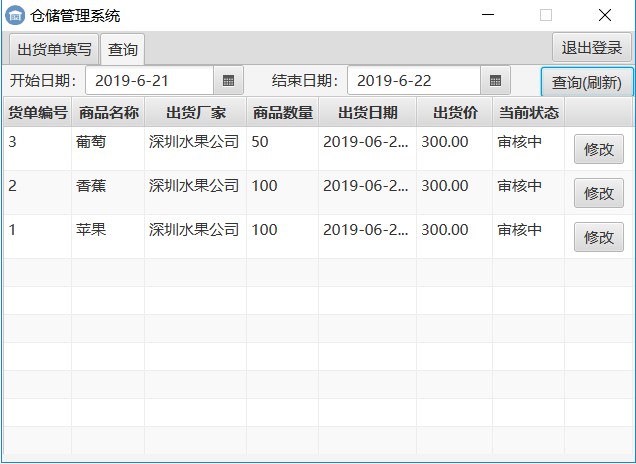 仓储管理系统
出货单填写 查询 退出登录
开始日期： 2019-6-21 结束日期： 2019-6-22 查询(刷新)
货单编号 商品名称 出货厂家 商品数量 出货日期 出货价 当前状态
3 葡萄 深圳水果公司 50 2019-06-2... 300.00 审核中 修改
2 香蕉 深圳水果公司 100 2019-06-2... 300.00 审核中 修改
1 苹果 深圳水果公司 100 2019-06-2... 300.00 审核中 修改